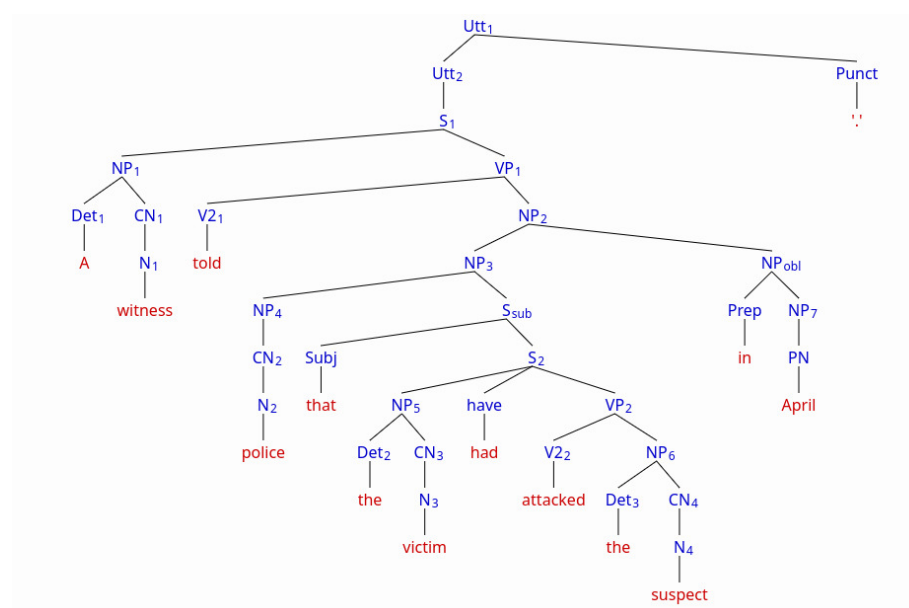 Utt₁
Utt₂ Punct
S₁ '.'
NP₁ VP₁
Det₁ CN₁ V2₁ NP₂
A N₁ told NP₃ NPobl
witness NP₄ Ssub Prep NP₇
CN₂ Subj S₂ in PN
N₂ that NP₅ have VP₂ April
police Det₂ CN₃ had V2₂ NP₆
the N₃ attacked Det₃ CN₄
victim the N₄
suspect